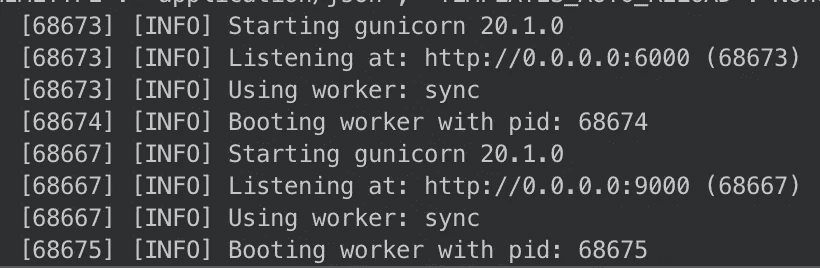 "application/json", "TEMPLATES_AUTO_RELOAD": Non
[68673] [INFO] Starting gunicorn 20.1.0
[68673] [INFO] Listening at: http://0.0.0.0:6000 (68673)
[68673] [INFO] Using worker: sync
[68674] [INFO] Booting worker with pid: 68674
[68667] [INFO] Starting gunicorn 20.1.0
[68667] [INFO] Listening at: http://0.0.0.0:9000 (68667)
[68667] [INFO] Using worker: sync
[68675] [INFO] Booting worker with pid: 68675